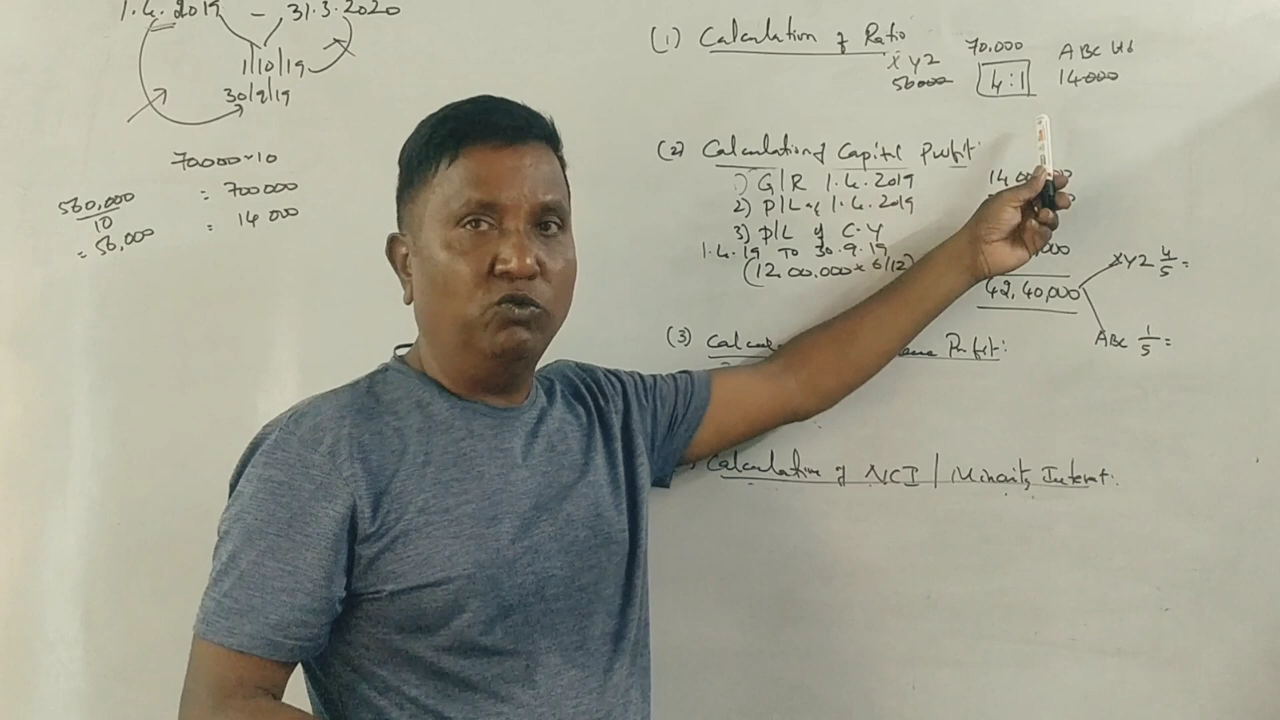 1.4.2019 - 31.3.2020
1/10/19
30/9/19
70,000 × 10
= 700000
= 14 000
560,000
10
= 56,000
(1) Calculation of Ratio
XYZ 70.000 ABC Ltd
56000 4:1 14000
(2) Calculation of Capital Profit:
1) G/R 1.4.2019
2) P/L of 1.4.2019
3) P/L of C.Y
1.4.19 To 30.9.19
(12,00,000 × 6/12)
42,40,000
XYZ 4/5 =
ABC 1/5 =
(3) Profit:
Calculation of NCI / Minority Interest: